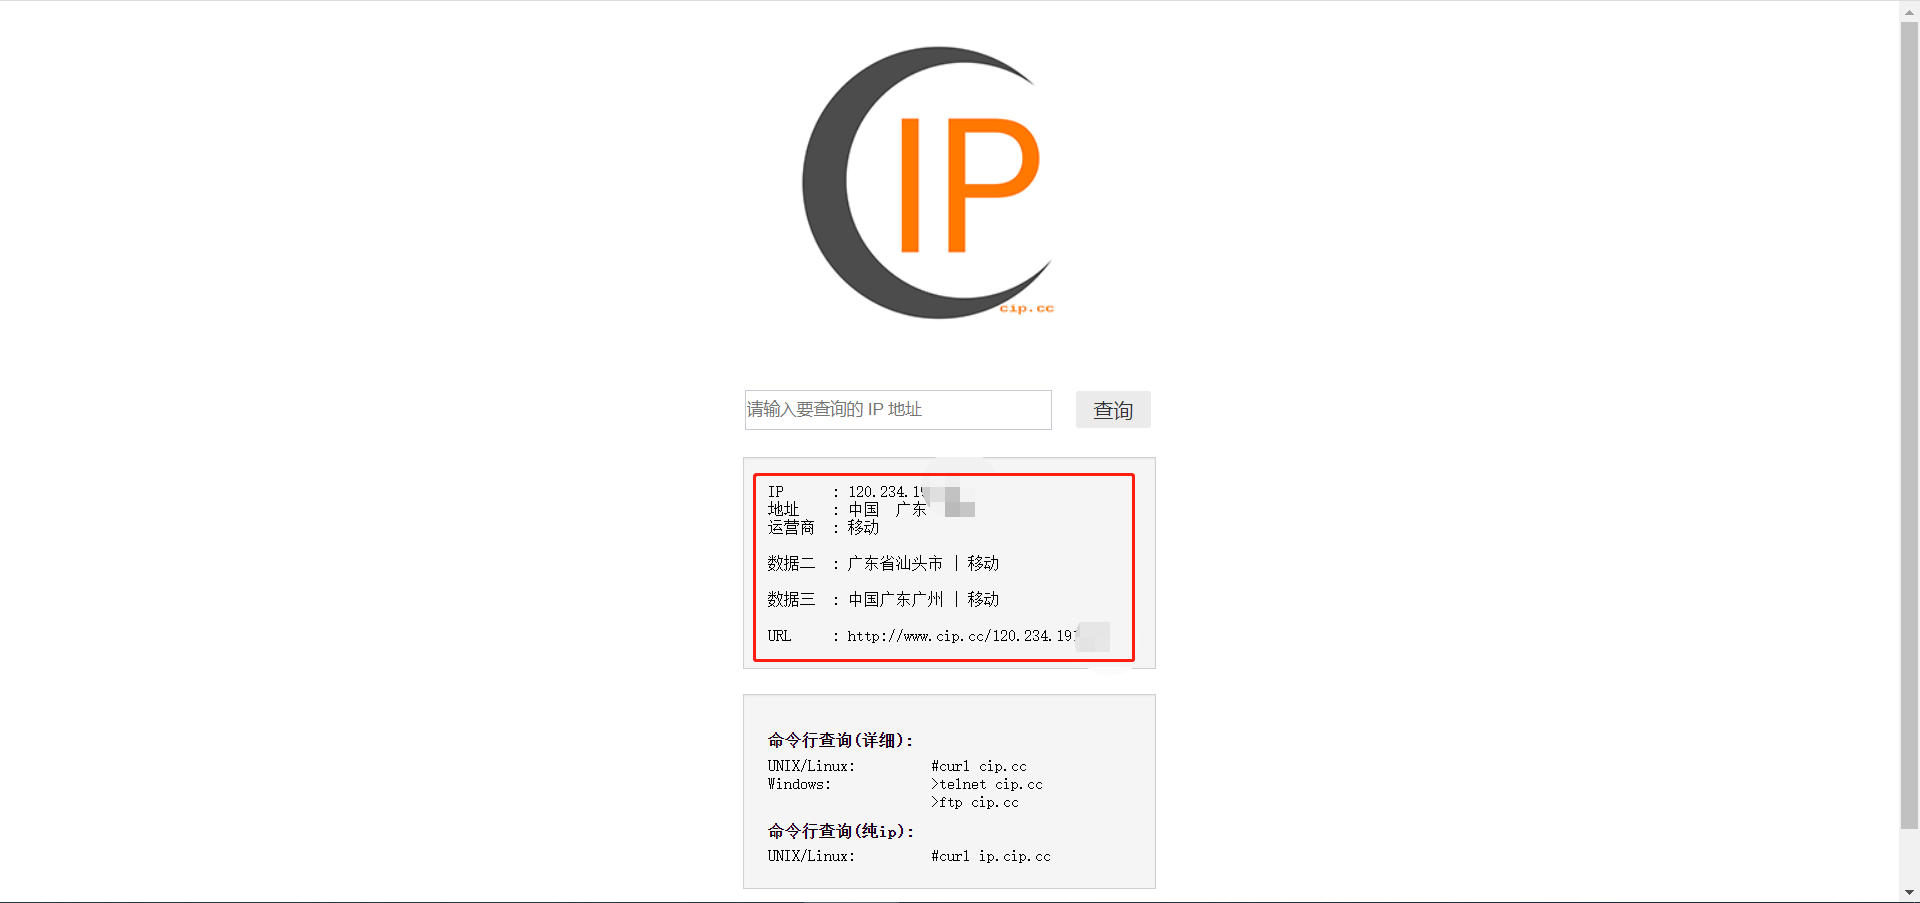 IP
cip.cc
请输入要查询的 IP 地址
查询
IP : 120.234.19
地址 : 中国 广东
运营商 : 移动
数据二 : 广东省汕头市 | 移动
数据三 : 中国广东广州 | 移动
URL : http://www.cip.cc/120.234.191
命令行查询(详细):
UNIX/Linux: #curl cip.cc
Windows: >telnet cip.cc
>ftp cip.cc
命令行查询(纯ip):
UNIX/Linux: #curl ip.cip.cc